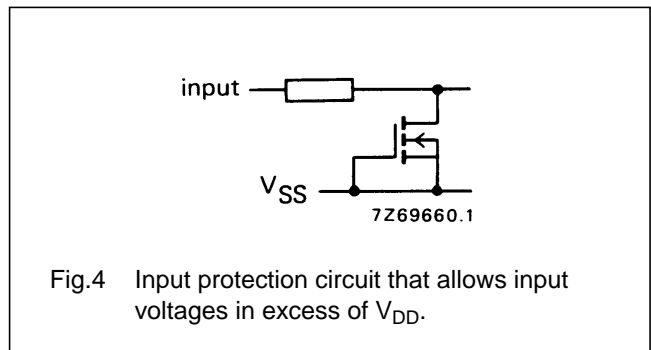 input
VSS
7Z69660.1
Fig.4 Input protection circuit that allows input
voltages in excess of VDD.